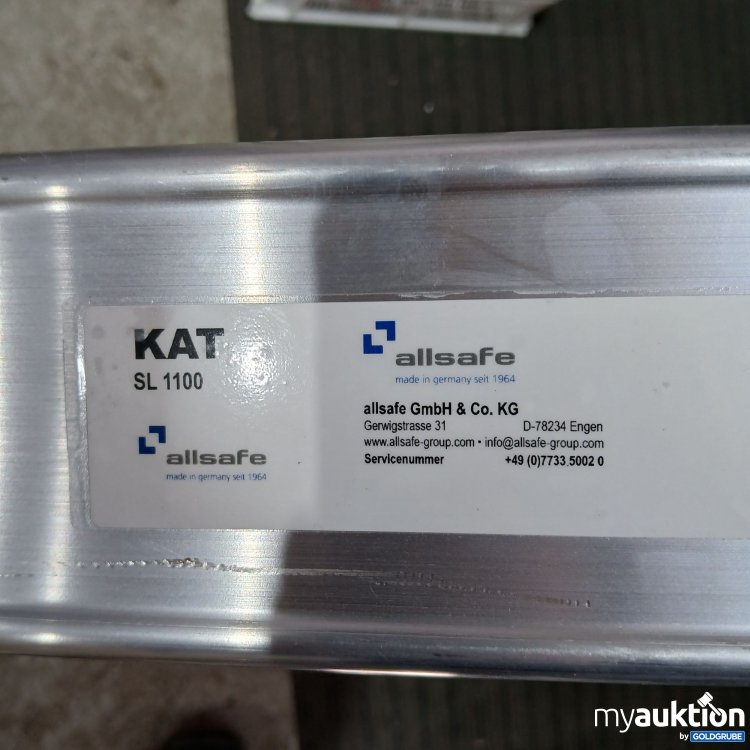 KAT
SL 1100
allsafe
made in germany seit 1964
allsafe
made in germany seit 1964
allsafe GmbH & Co. KG
Gerwigstrasse 31 D-78234 Engen
www.allsafe-group.com • info@allsafe-group.com
Servicenummer +49 (0)7733 5002 0
myauktion
by GOLDGRUBE